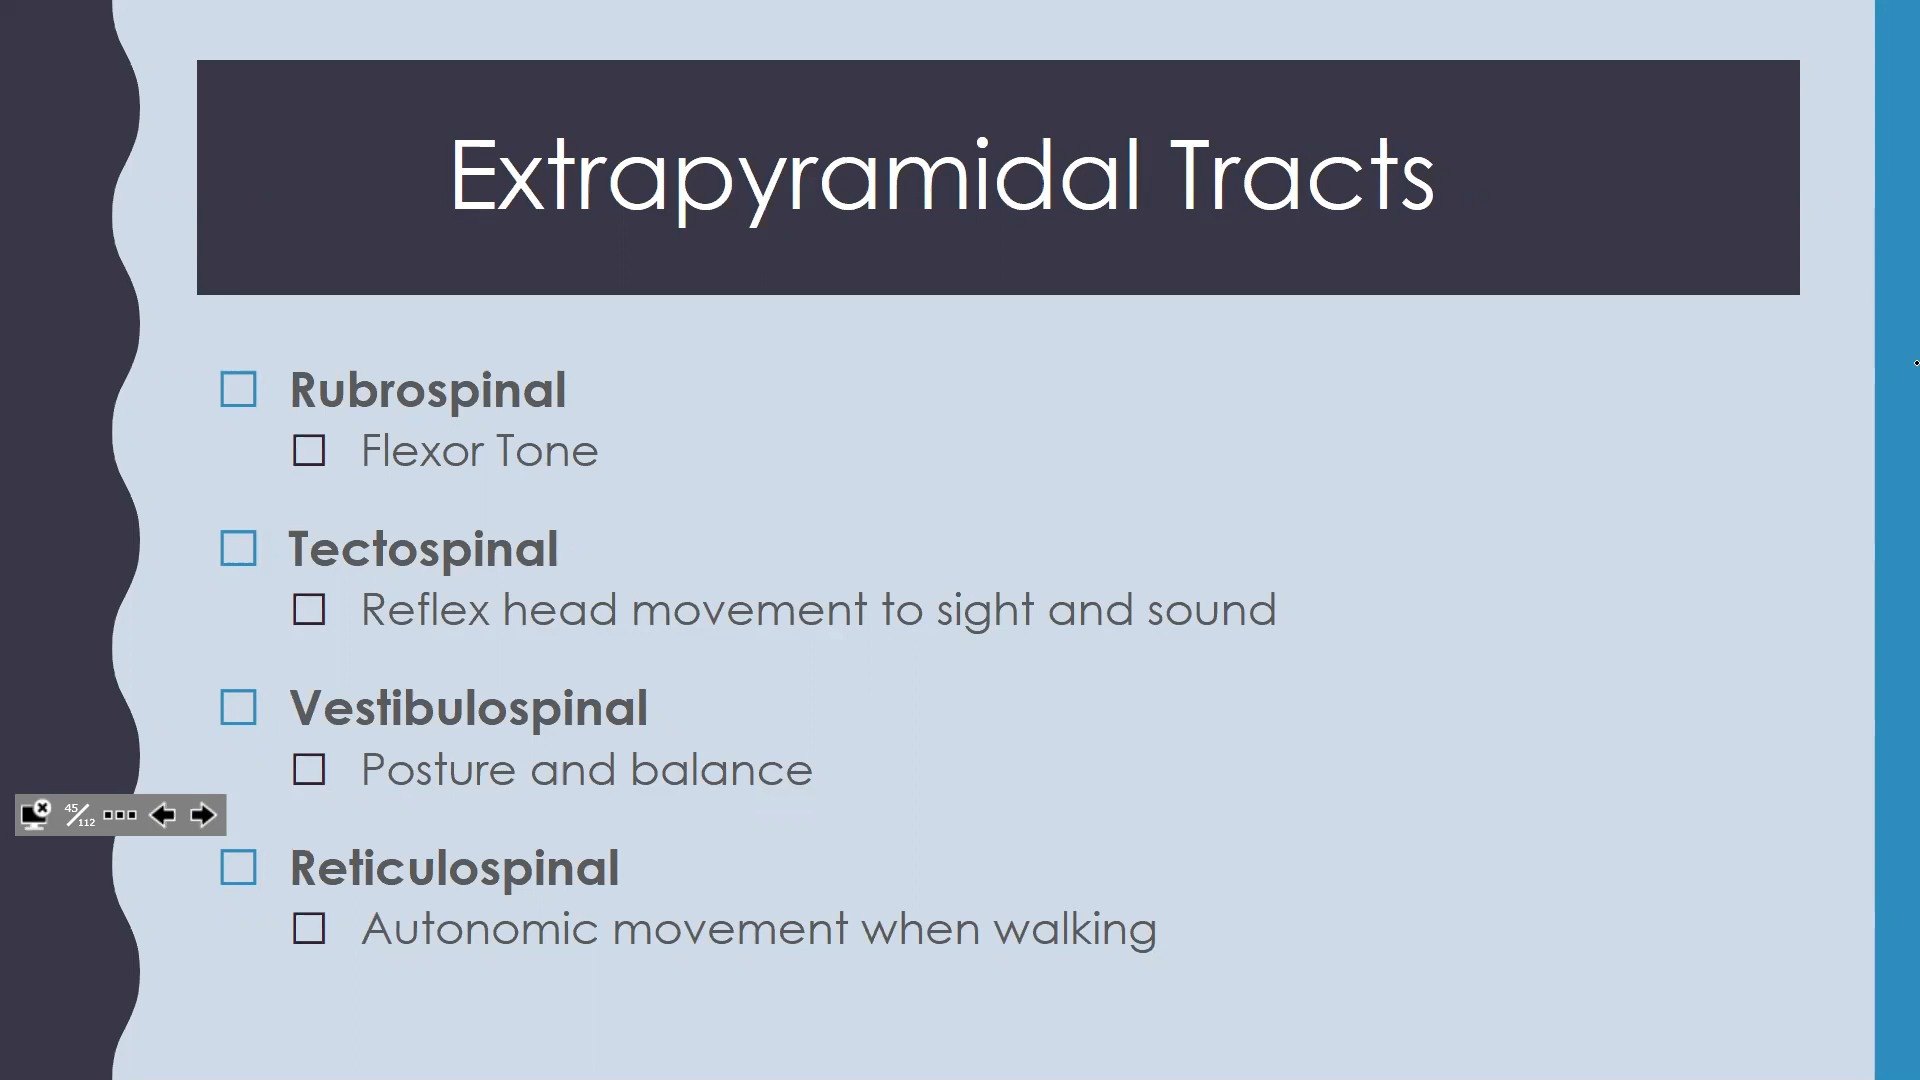 Extrapyramidal Tracts
Rubrospinal
Flexor Tone
Tectospinal
Reflex head movement to sight and sound
Vestibulospinal
Posture and balance
45/112
Reticulospinal
Autonomic movement when walking